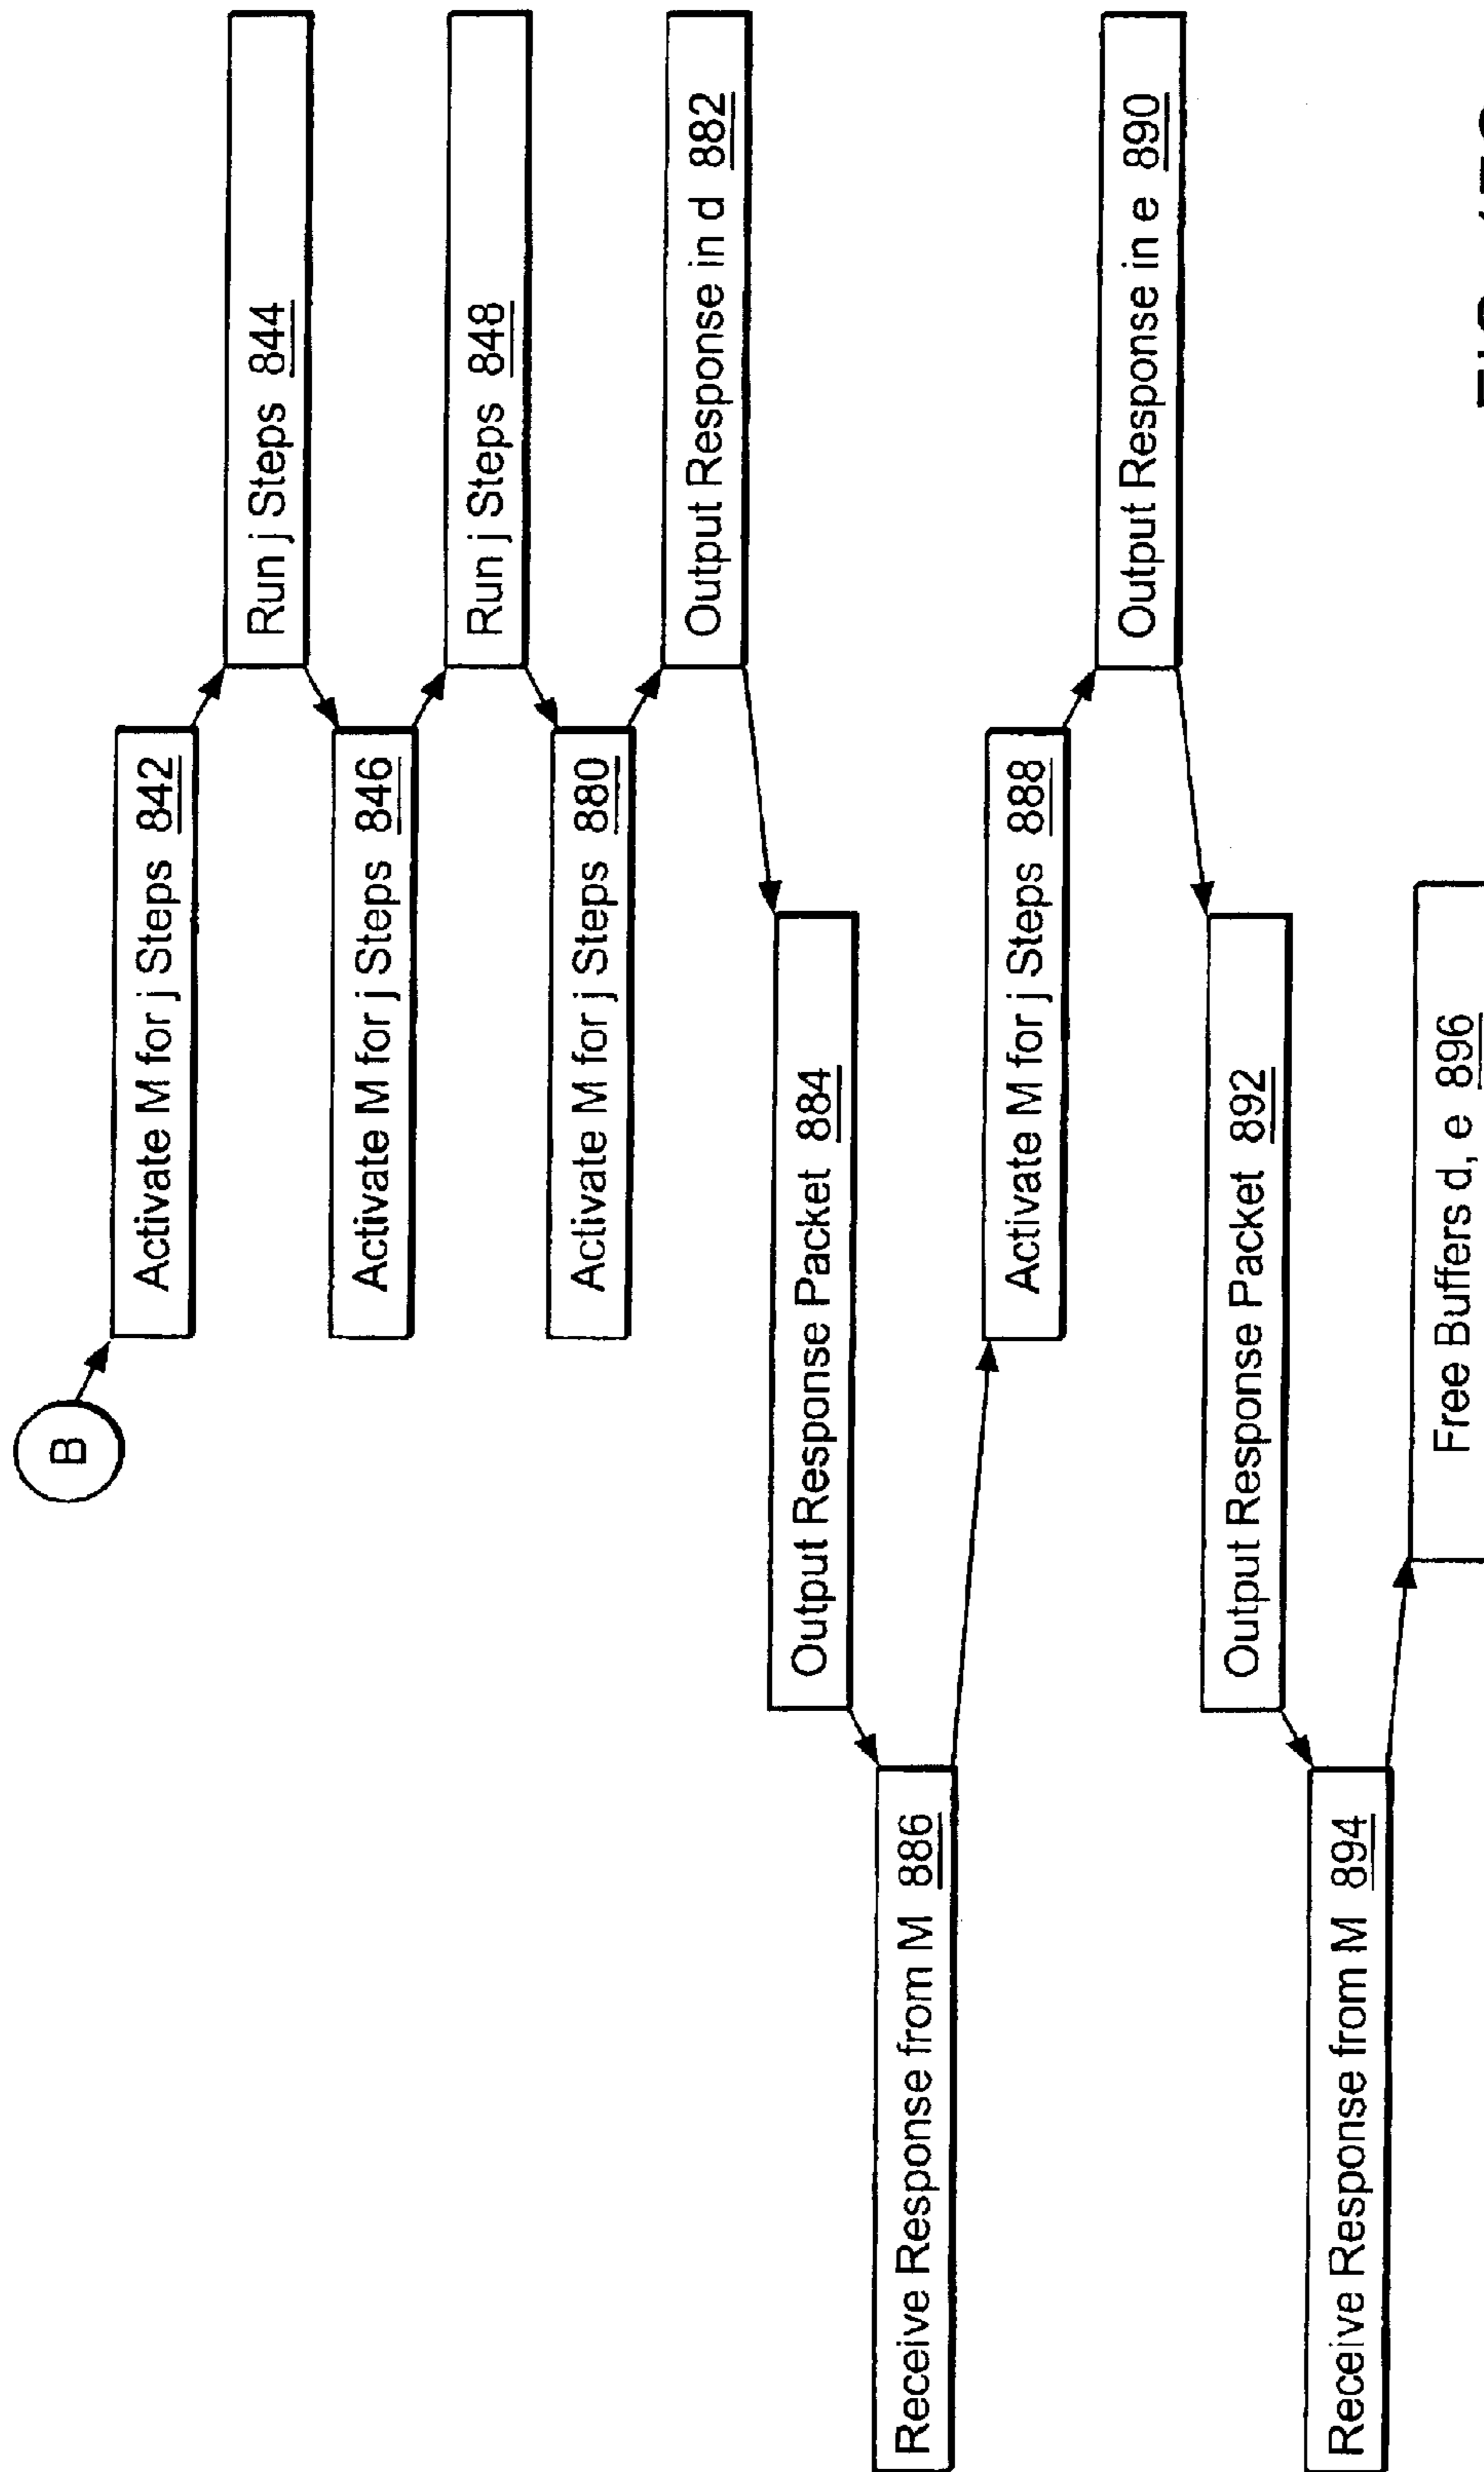 B
Activate M for j Steps 842
Run j Steps 844
Activate M for j Steps 846
Run j Steps 848
Activate M for j Steps 880
Output Response in d 882
Output Response Packet 884
Receive Response from M 886
Activate M for j Steps 888
Output Response in e 890
Output Response Packet 892
Receive Response from M 894
Free Buffers d, e 896